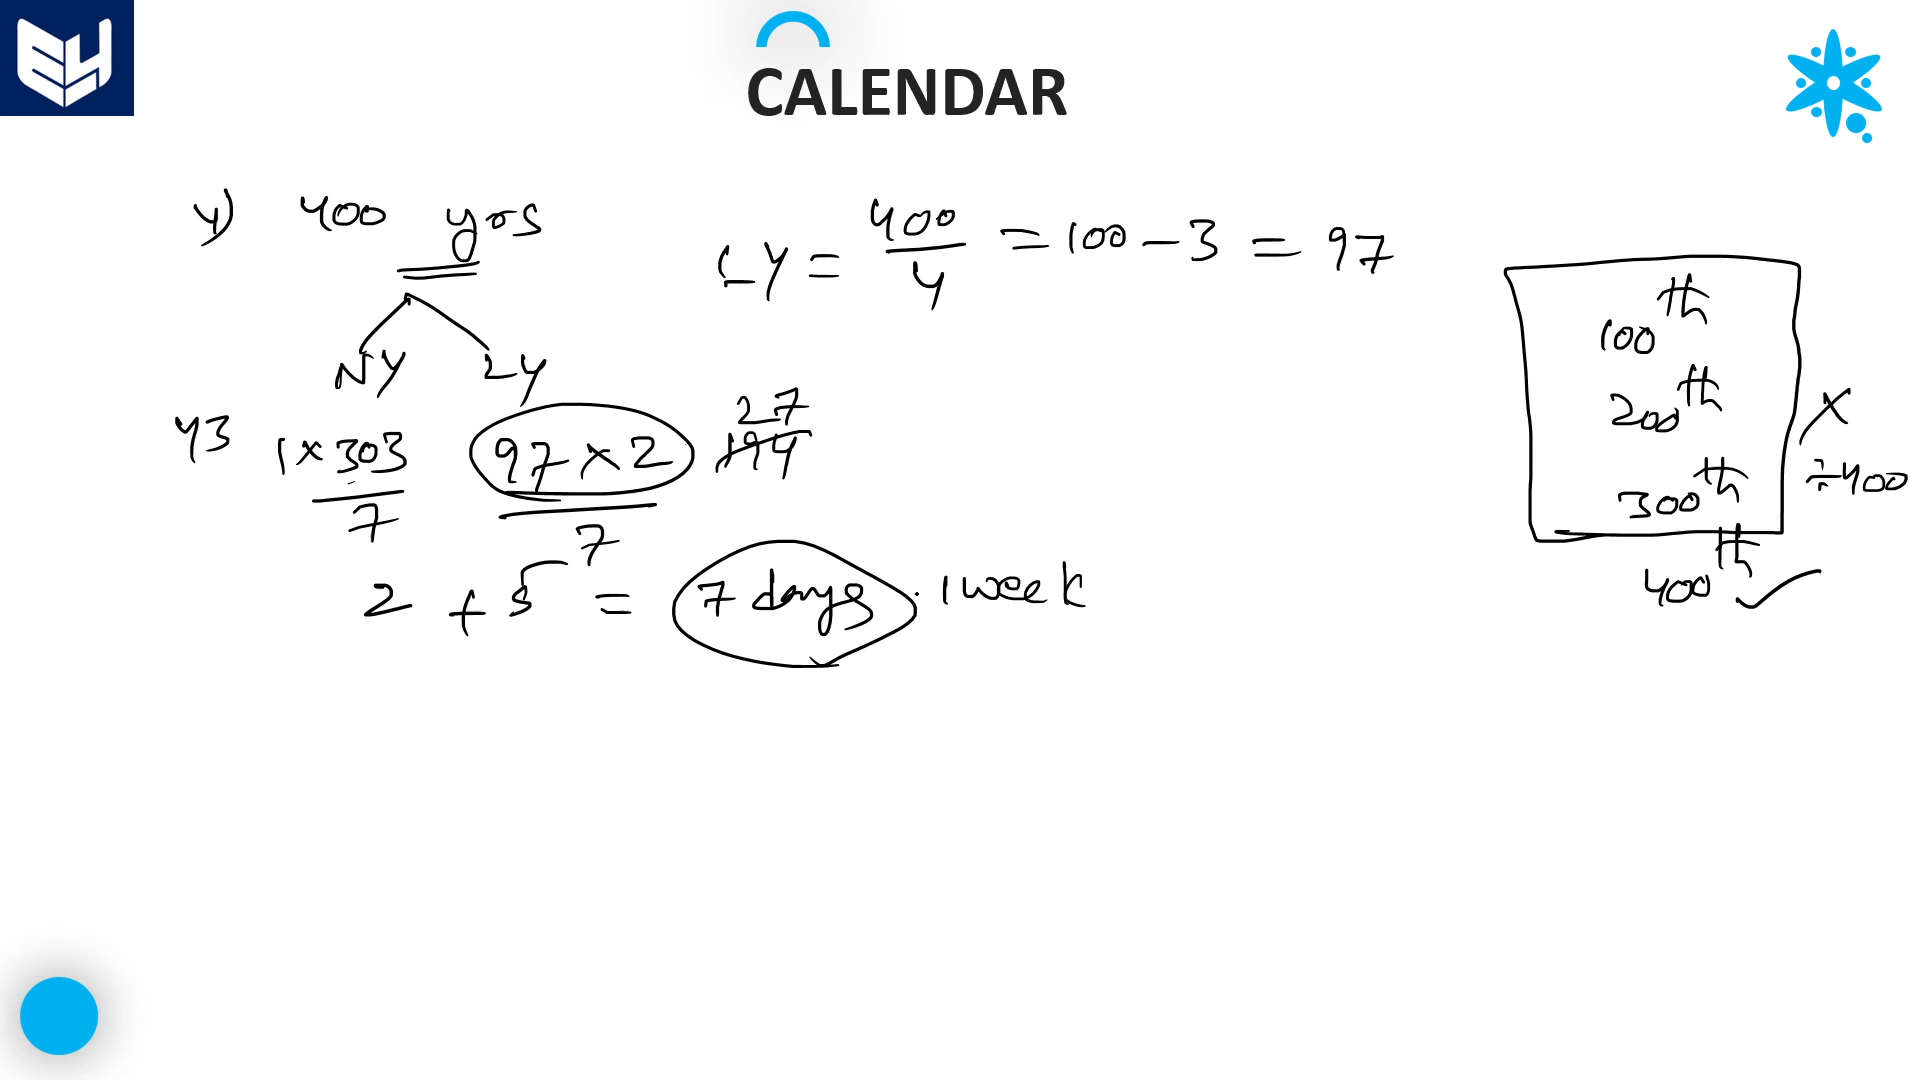 CALENDAR
4) 400 yrs
LY = 400/4 = 100 - 3 = 97
NY LY
43 1 x 303/7 97 x 2/7 27 194
2 + 5 = 7 days . 1 week
100th
200th
300th
x ÷ 400
400th ✓